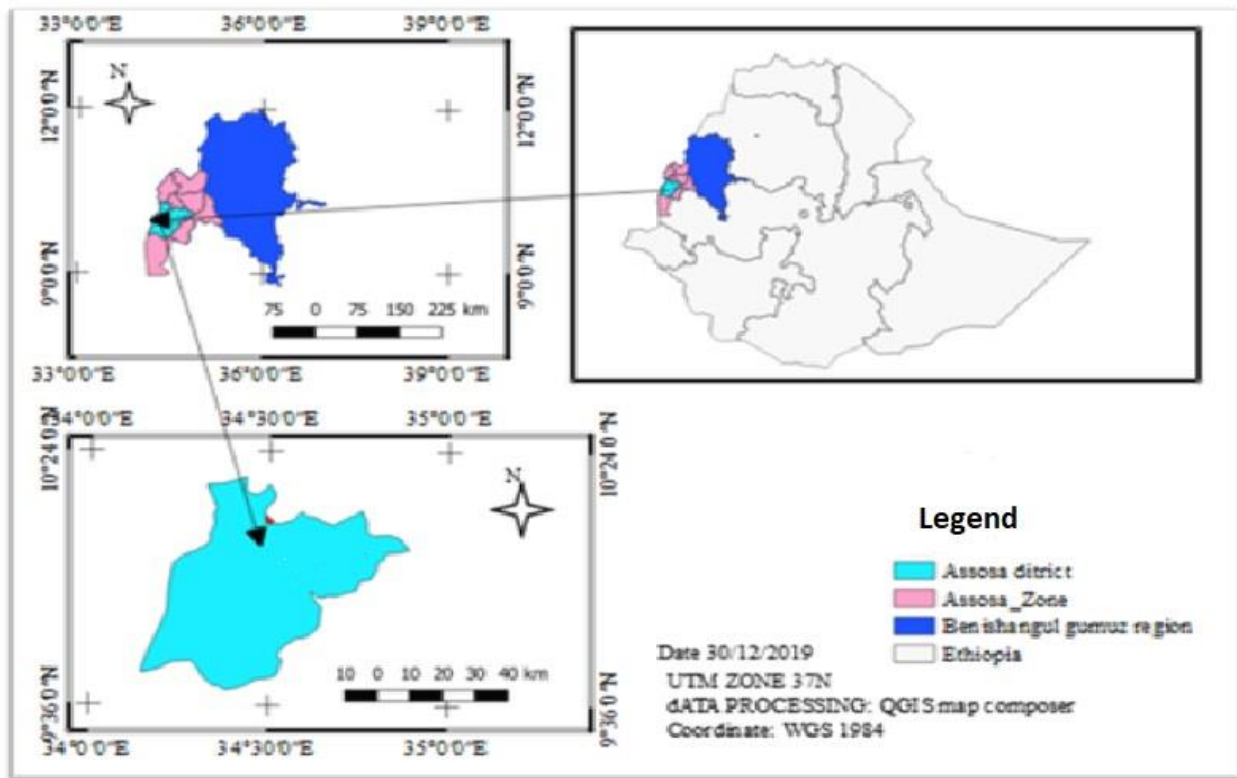 33°0'0"E 36°0'0"E 39°0'0"E
12°0'0"N
12°0'0"N
N
9°0'0"N
9°0'0"N
75 0 75 150 225 km
33°0'0"E 36°0'0"E 39°0'0"E
34°0'0"E 34°30'0"E 35°0'0"E
10°24'0"N
10°24'0"N
N
10 0 10 20 30 40 km
9°36'0"N
9°36'0"N
34°0'0"E 34°30'0"E 35°0'0"E
Legend
Assosa ditrict
Assosa_Zone
Benishangul gumuz region
Ethiopia
Date 30/12/2019
UTM ZONE 37N
dATA PROCESSING: QGIS map composer
Coordinate: WGS 1984